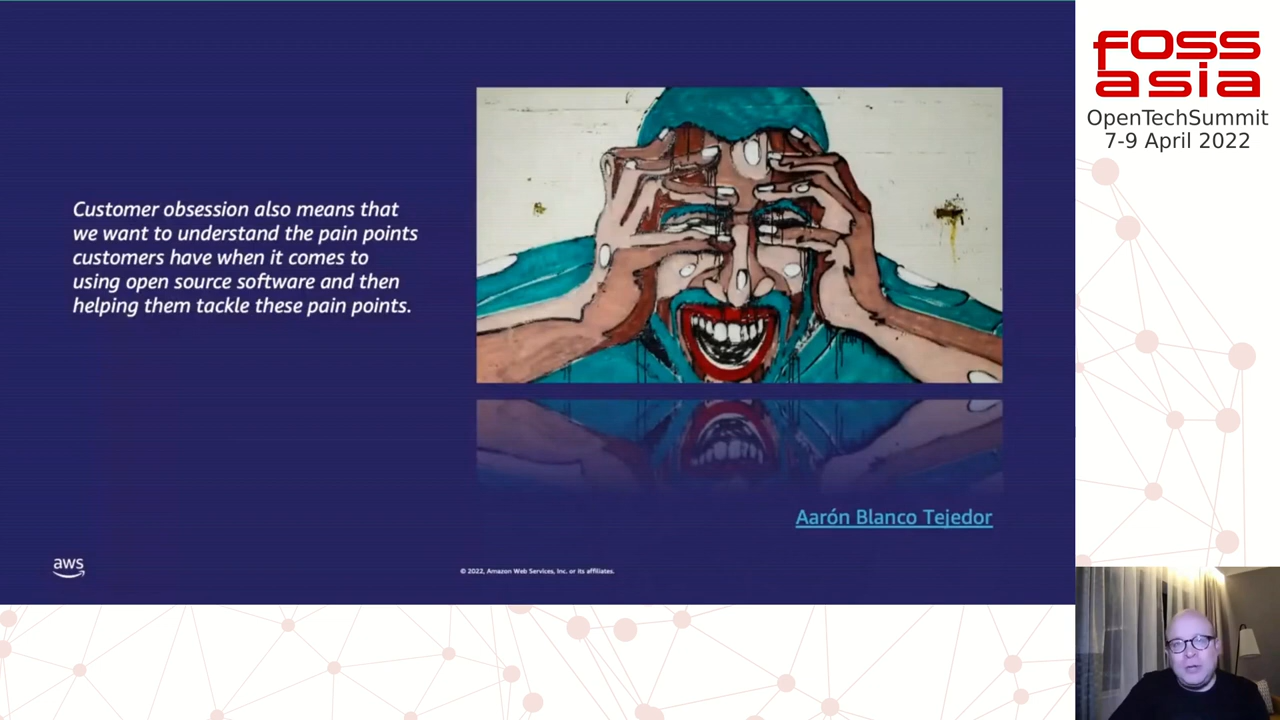 Customer obsession also means that
we want to understand the pain points
customers have when it comes to
using open source software and then
helping them tackle these pain points.
Aarón Blanco Tejedor
aws
© 2022, Amazon Web Services, Inc. or its affiliates.
foss
asia
OpenTechSummit
7-9 April 2022